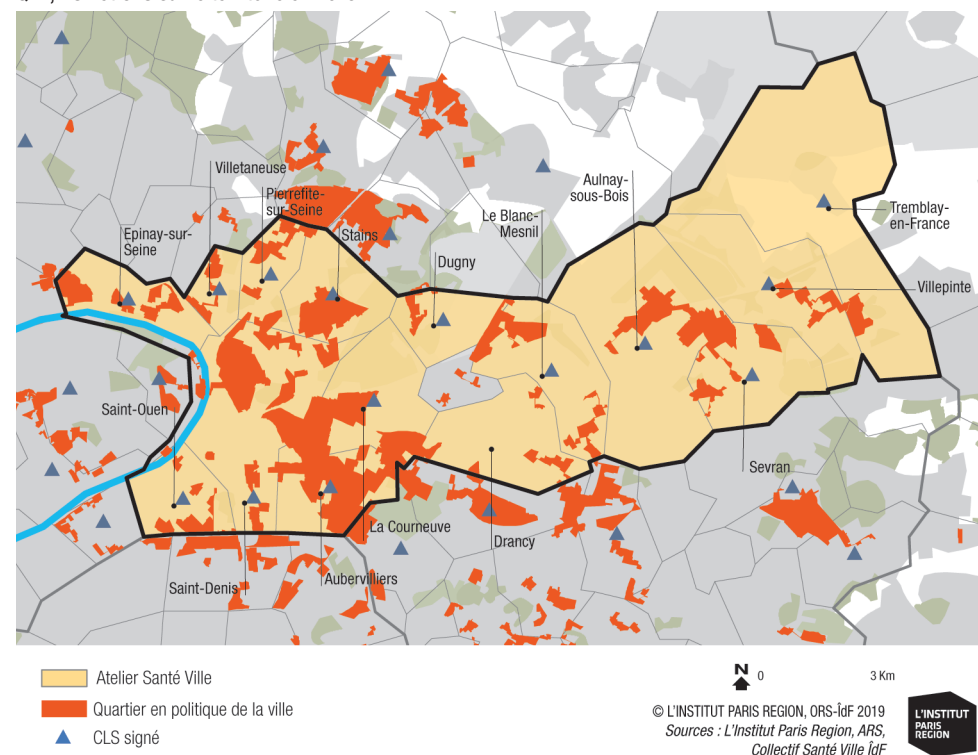 Villetaneuse
Pierrefite-
sur-Seine
Epinay-sur-
Seine
Stains
Dugny
Le Blanc-
Mesnil
Aulnay-
sous-Bois
Tremblay-
en-France
Villepinte
Saint-Ouen
Sevran
La Courneuve
Drancy
Saint-Denis
Aubervilliers
Atelier Santé Ville
Quartier en politique de la ville
CLS signé
N
0
3 Km
© L'INSTITUT PARIS REGION, ORS-ÎdF 2019
Sources : L'Institut Paris Region, ARS,
Collectif Santé Ville ÎdF
L'INSTITUT
PARIS
REGION